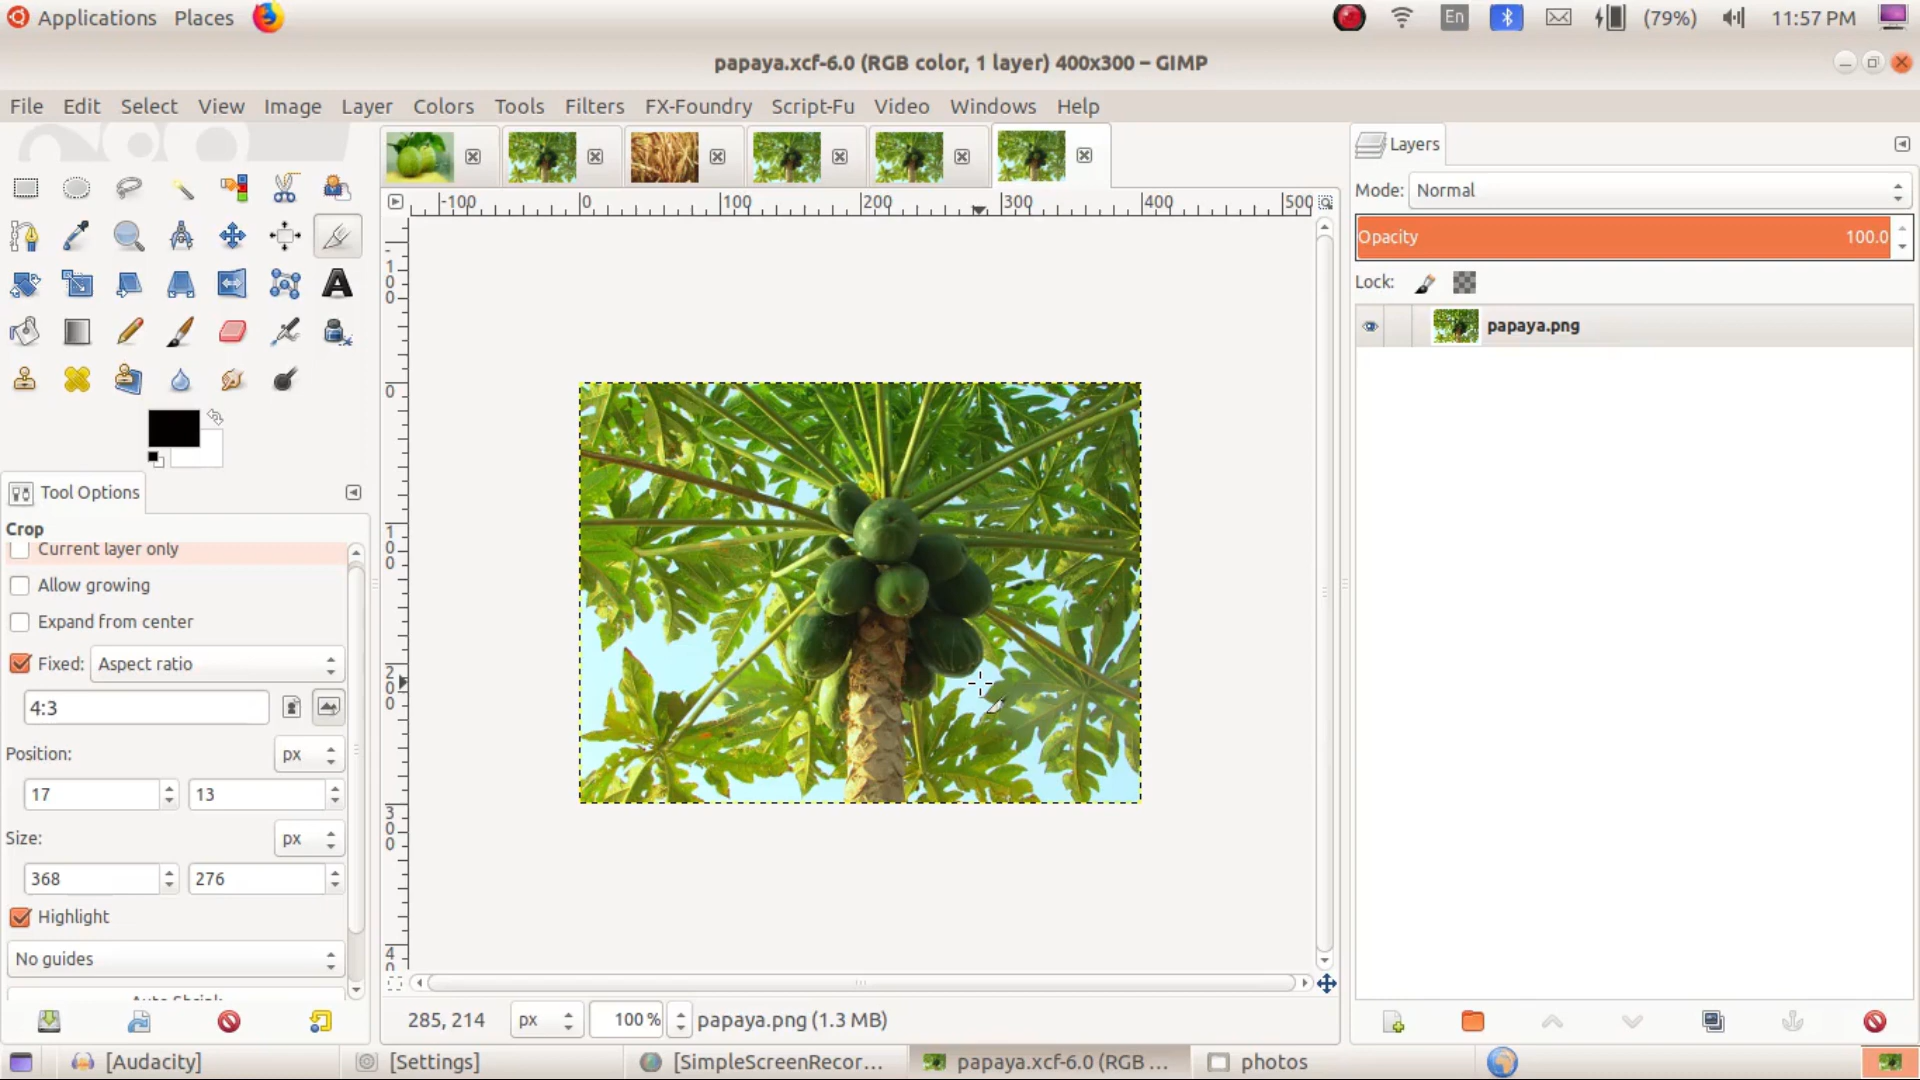 Applications Places En (79%) 11:57 PM
papaya.xcf-6.0 (RGB color, 1 layer) 400x300 – GIMP
File Edit Select View Image Layer Colors Tools Filters FX-Foundry Script-Fu Video Windows Help
Layers
Mode: Normal
-100 0 100 200 300 400 500
Opacity 100.0
Lock:
papaya.png
0
100
200
300
Tool Options
Crop
Current layer only
Allow growing
Expand from center
Fixed: Aspect ratio
4:3
Position: px
17 13
Size: px
368 276
Highlight
No guides
285, 214 px 100 % papaya.png (1.3 MB)
[Audacity] [Settings] [SimpleScreenRecor... papaya.xcf-6.0 (RGB ... photos